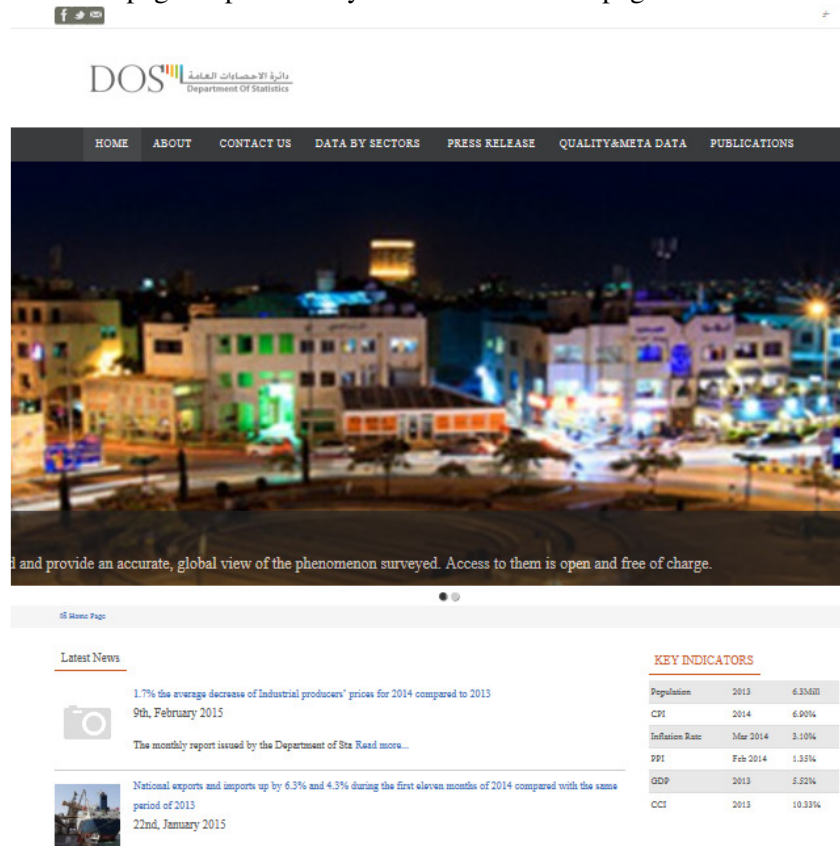 DOS دائرة الاحصاءات العامة
Department Of Statistics
HOME ABOUT CONTACT US DATA BY SECTORS PRESS RELEASE QUALITY&META DATA PUBLICATIONS
and provide an accurate, global view of the phenomenon surveyed. Access to them is open and free of charge.
Home Page
Latest News
1.7% the average decrease of Industrial producers' prices for 2014 compared to 2013
9th, February 2015
The monthly report issued by the Department of Sta Read more...
National exports and imports up by 6.3% and 4.3% during the first eleven months of 2014 compared with the same
period of 2013
22nd, January 2015
KEY INDICATORS
Population 2013 6.3Mill
CPI 2014 6.90%
Inflation Rate Mar 2014 3.10%
PPI Feb 2014 1.35%
GDP 2013 5.52%
CCI 2013 10.33%